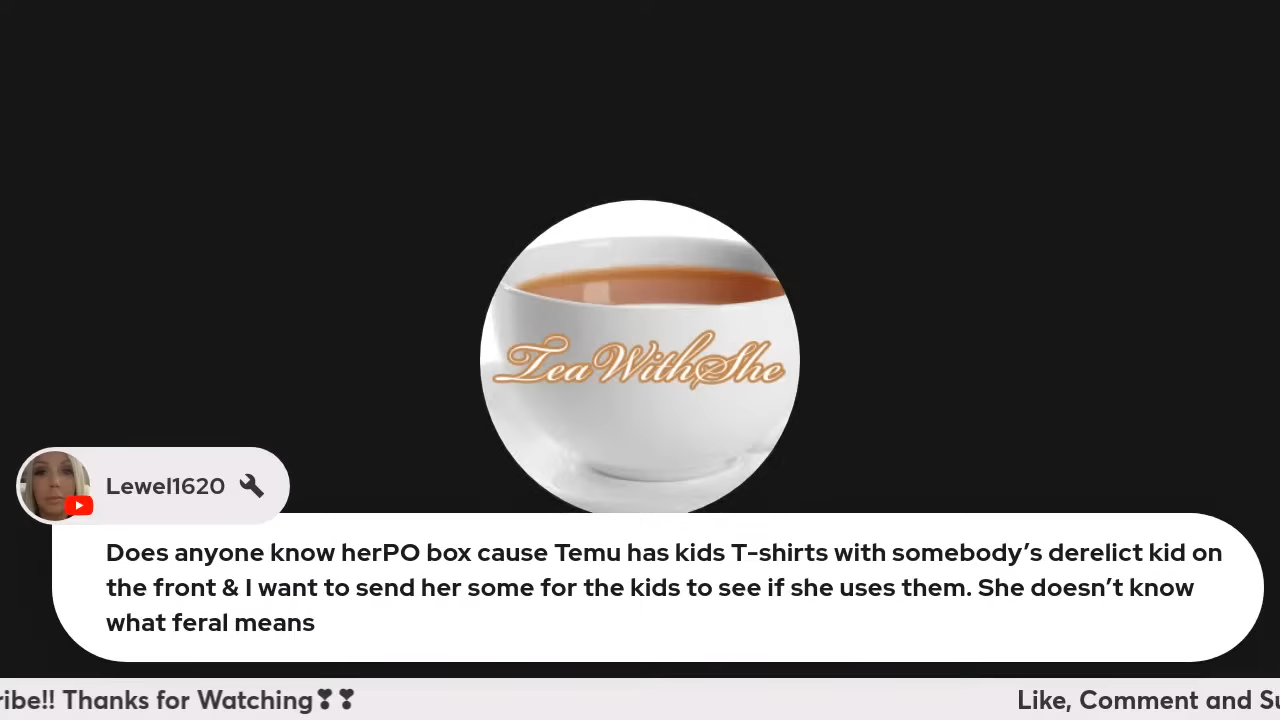 TeaWithShe
Lewel1620
Does anyone know herPO box cause Temu has kids T-shirts with somebody’s derelict kid on
the front & I want to send her some for the kids to see if she uses them. She doesn’t know
what feral means
ribe!! Thanks for Watching❣❣
Like, Comment and Su